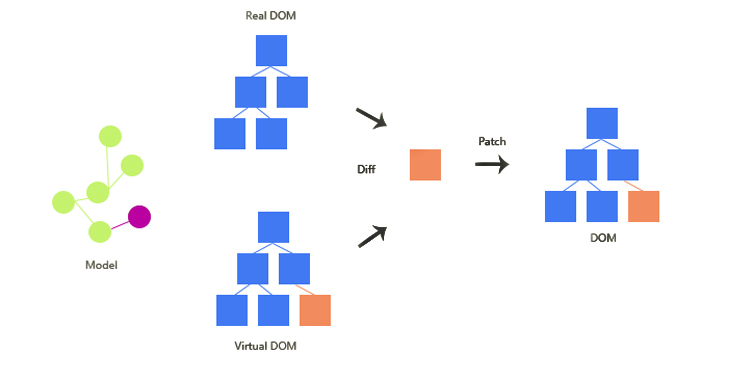 Real DOM
Model
Virtual DOM
Diff
Patch
DOM